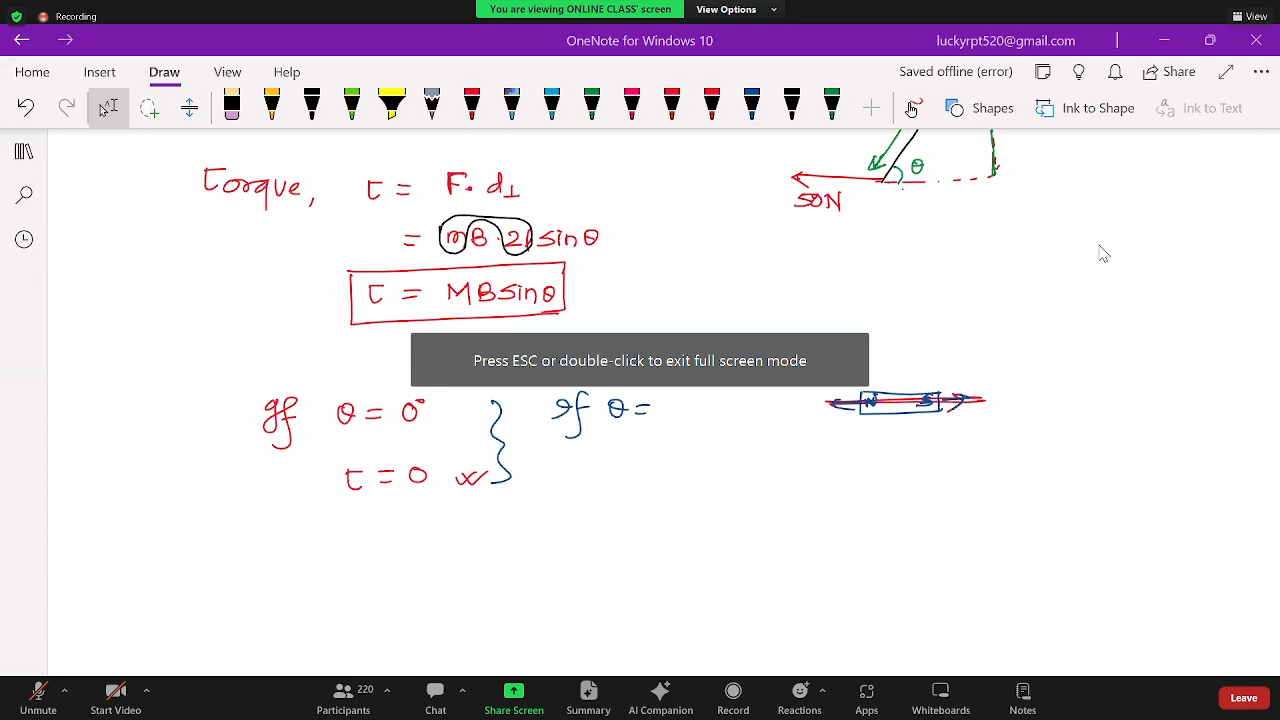 Recording
You are viewing ONLINE CLASS' screen
View Options
View
OneNote for Windows 10
luckyrpt520@gmail.com
Home Insert Draw View Help
Saved offline (error)
Share
Shapes
Ink to Shape
Ink to Text
θ
Torque, τ = F. d⊥
50N
= mB·2l sinθ
τ = MBsinθ
Press ESC or double-click to exit full screen mode
If θ = 0° If θ =
N S
τ = 0
Unmute
Start Video
220
Participants
Chat
Share Screen
Summary
AI Companion
Record
Reactions
Apps
Whiteboards
Notes
Leave